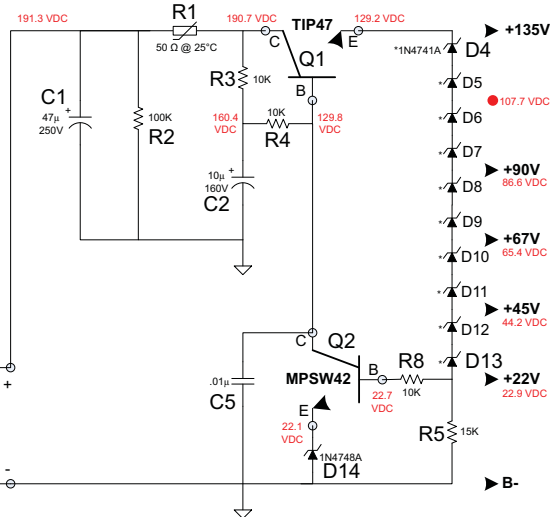 191.3 VDC
R1
50 Ω @ 25°C
190.7 VDC
C
TIP47
E
Q1
B
129.2 VDC
+135V
*1N4741A
D4
* D5
107.7 VDC
* D6
* D7
+90V
86.6 VDC
* D8
* D9
+67V
65.4 VDC
* D10
* D11
+45V
44.2 VDC
* D12
* D13
+22V
22.9 VDC
C1
47µ
250V
+
100K
R2
R3
10K
160.4
VDC
10K
R4
129.8
VDC
10µ
160V
+
C2
C
Q2
MPSW42
B
E
R8
10K
22.7
VDC
.01µ
C5
22.1
VDC
1N4748A
D14
R5
15K
+
-
B-